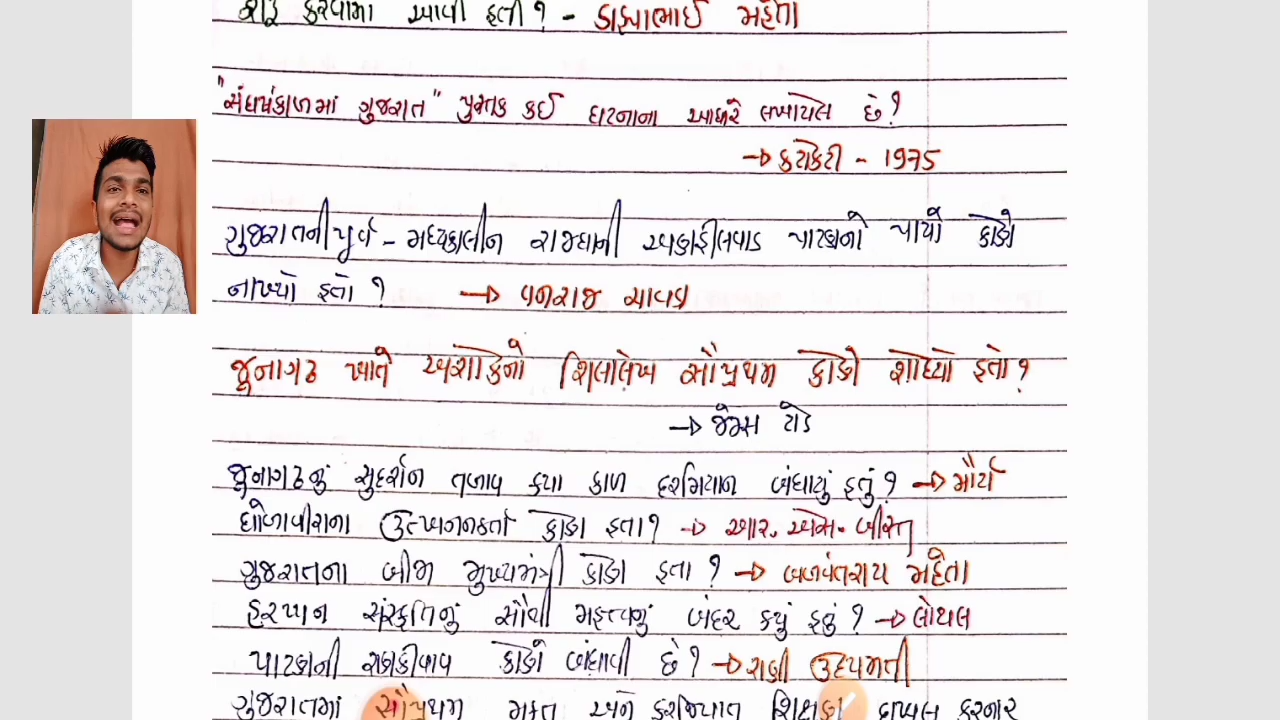 શરૂ કરવામાં આવી હતી ? - ડાહ્યાભાઈ મહેતા
"સંઘર્ષકાળમાં ગુજરાત" પુસ્તક કઈ ઘટનાના આધારે લખાયેલ છે ?
→ કટોકટી - 1975
ગુજરાતની પૂર્વ - મધ્યકાલીન રાજધાની અણહીલવાડ પાટણનો પાયો કોણે
નાખ્યો હતો ? → વનરાજ ચાવડા
જૂનાગઢ ખાતે અશોકનો શિલાલેખ સૌપ્રથમ કોણે શોધ્યો હતો ?
→ જેમ્સ ટોડ
જૂનાગઢનું સુદર્શન તળાવ કયા કાળ દરમિયાન બંધાયું હતું ? → મૌર્ય
ધોળાવીરાના ઉત્ખનનકર્તા કોણ હતા ? → આર. એસ. બીસ્ત
ગુજરાતના બીજા મુખ્યમંત્રી કોણ હતા ? → બળવંતરાય મહેતા
હરપ્પન સંસ્કૃતિનું સૌથી મહત્વનું બંદર કયું હતું ? → લોથલ
પાટણની રાણકીવાવ કોણે બંધાવી છે ? → રાણી ઉદયમતી
ગુજરાતમાં સૌપ્રથમ મફત અને ફરજિયાત શિક્ષણ દાખલ કરનાર